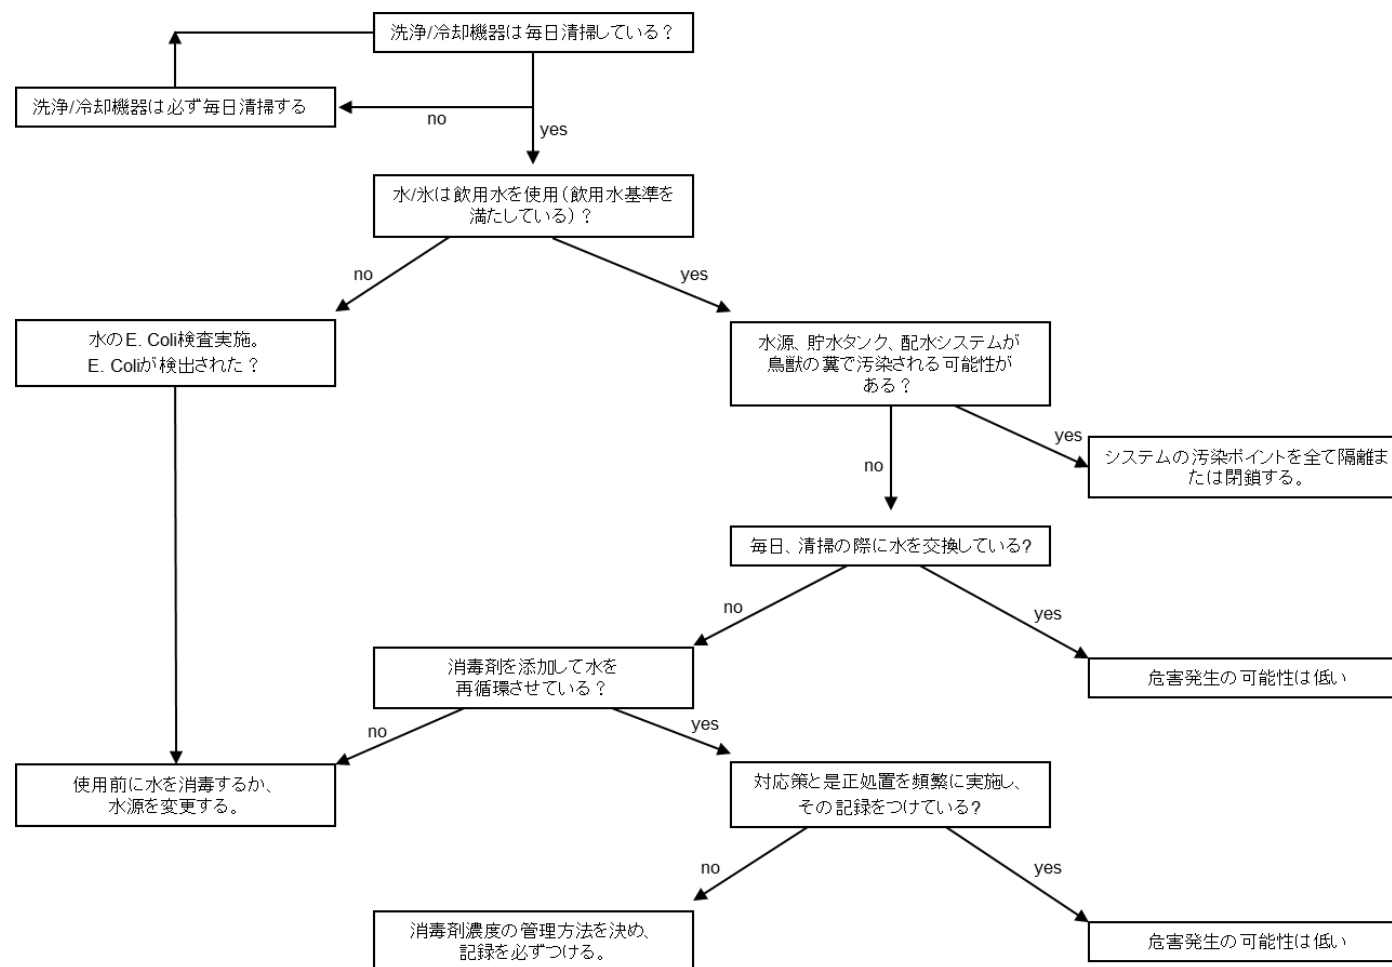 洗浄/冷却機器は毎日清掃している？
洗浄/冷却機器は必ず毎日清掃する
no
yes
水/氷は飲用水を使用（飲用水基準を
満たしている）？
no
yes
水のE. Coli検査実施。
E. Coliが検出された？
水源、貯水タンク、配水システムが
鳥獣の糞で汚染される可能性が
ある？
yes
no
システムの汚染ポイントを全て隔離ま
たは閉鎖する。
毎日、清掃の際に水を交換している?
no
yes
消毒剤を添加して水を
再循環させている？
危害発生の可能性は低い
no
yes
使用前に水を消毒するか、
水源を変更する。
対応策と是正処置を頻繁に実施し、
その記録をつけている?
no
yes
消毒剤濃度の管理方法を決め、
記録を必ずつける。
危害発生の可能性は低い